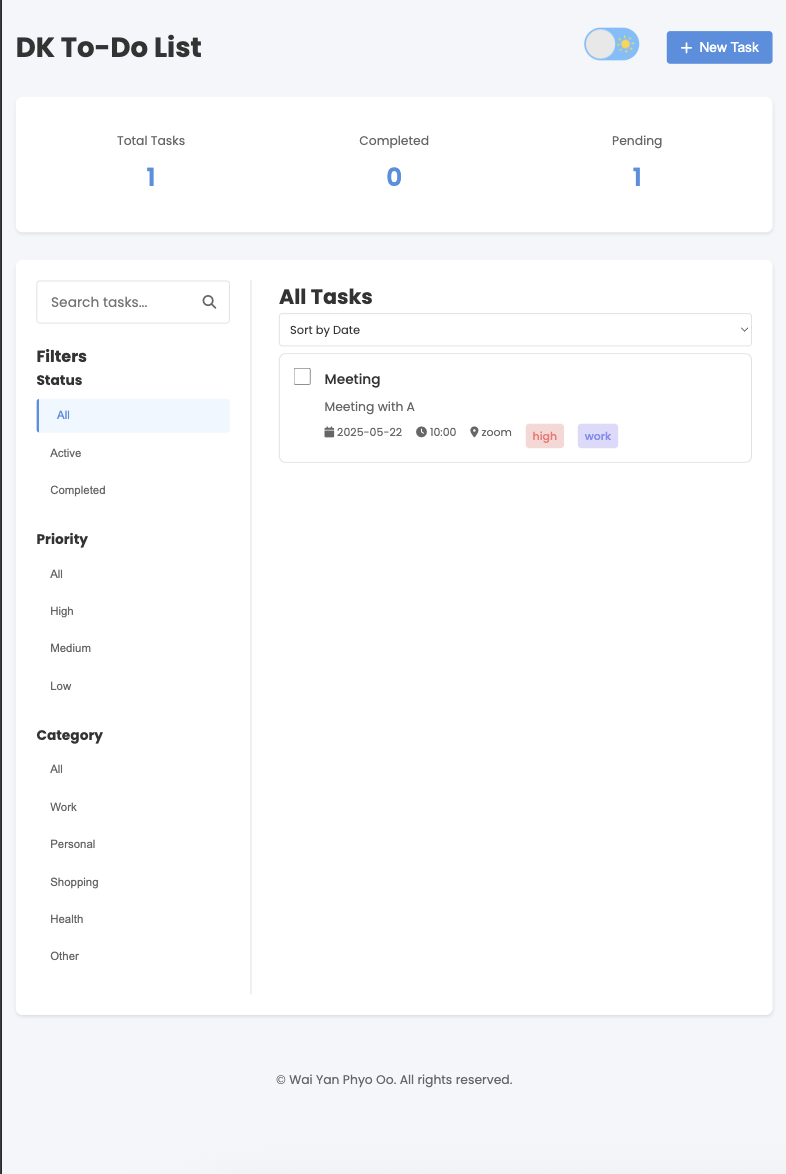 DK To-Do List
+ New Task
Total Tasks
1
Completed
0
Pending
1
Search tasks...
Filters
Status
All
Active
Completed
Priority
All
High
Medium
Low
Category
All
Work
Personal
Shopping
Health
Other
All Tasks
Sort by Date
Meeting
Meeting with A
2025-05-22 10:00 zoom high work
© Wai Yan Phyo Oo. All rights reserved.